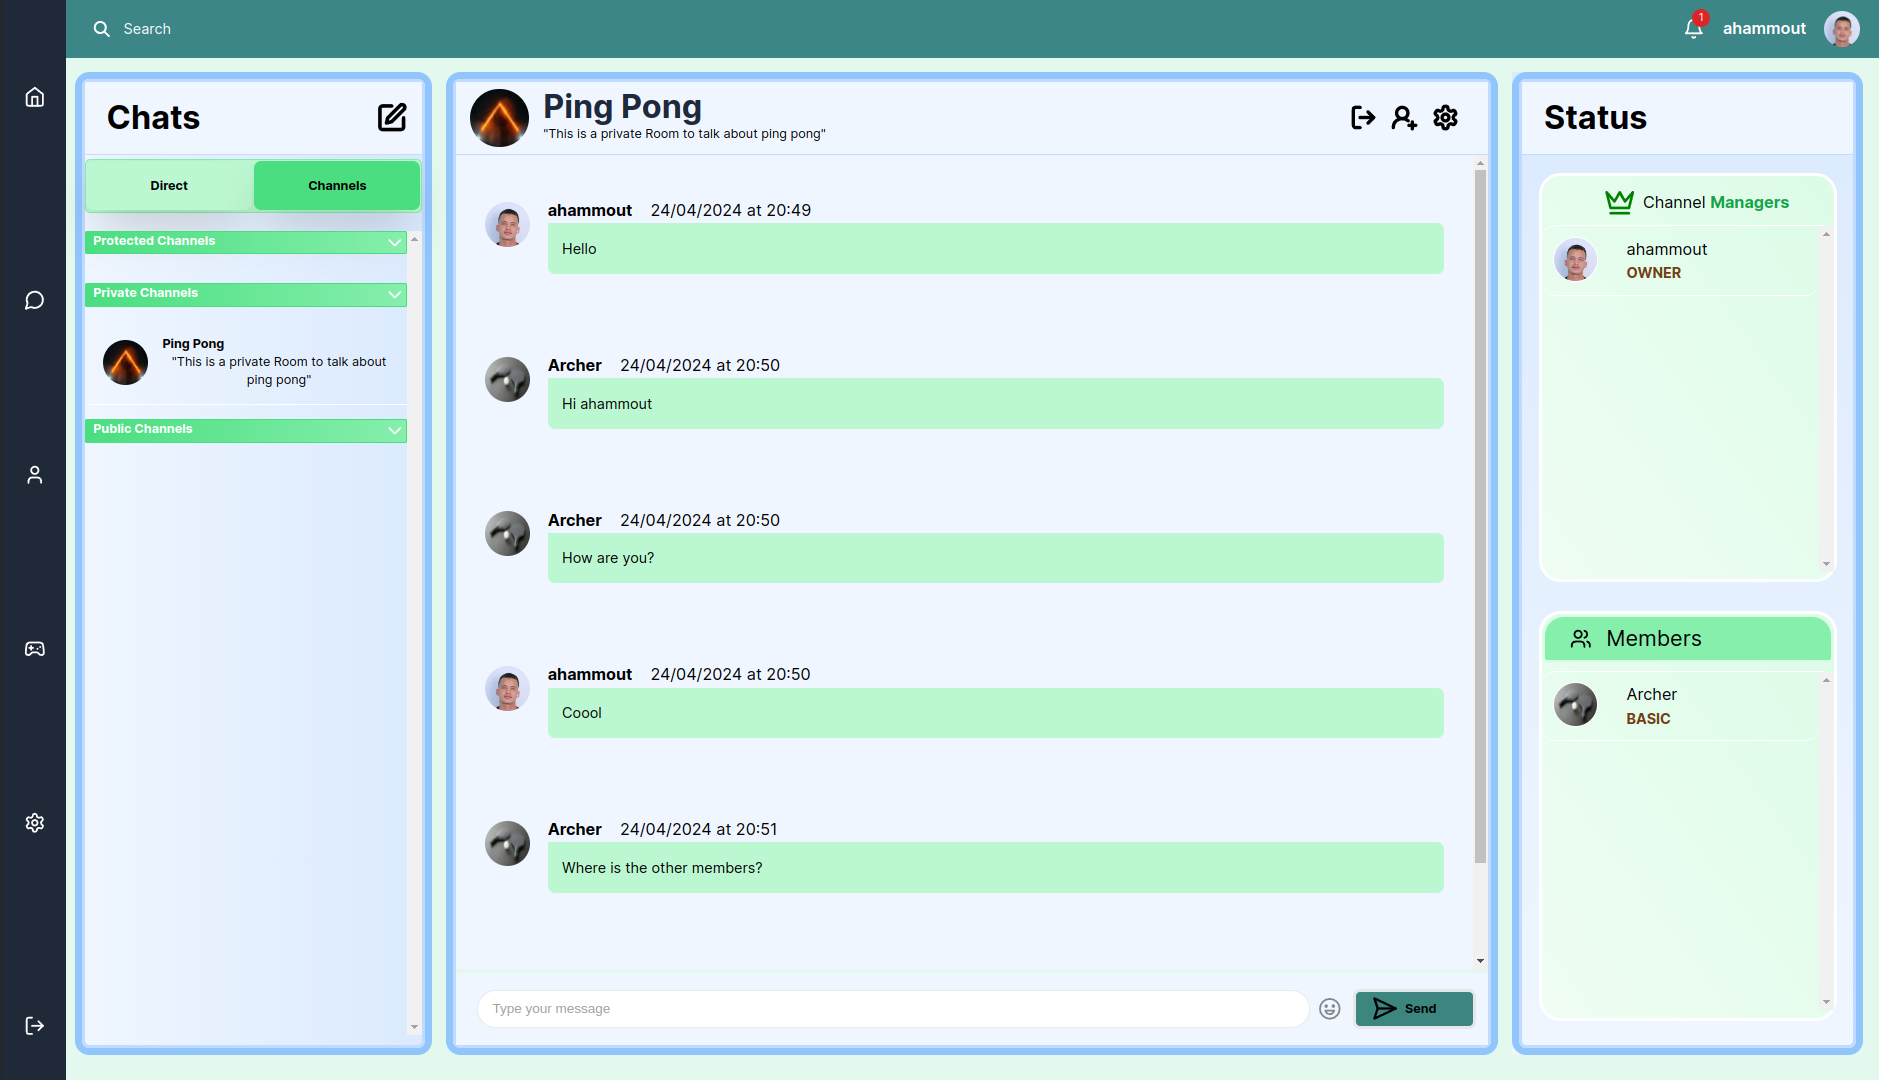 Search
1
ahammout
Chats
Direct
Channels
Protected Channels
Private Channels
Ping Pong
"This is a private Room to talk about
ping pong"
Public Channels
Ping Pong
"This is a private Room to talk about ping pong"
ahammout 24/04/2024 at 20:49
Hello
Archer 24/04/2024 at 20:50
Hi ahammout
Archer 24/04/2024 at 20:50
How are you?
ahammout 24/04/2024 at 20:50
Coool
Archer 24/04/2024 at 20:51
Where is the other members?
Type your message
Send
Status
Channel Managers
ahammout
OWNER
Members
Archer
BASIC